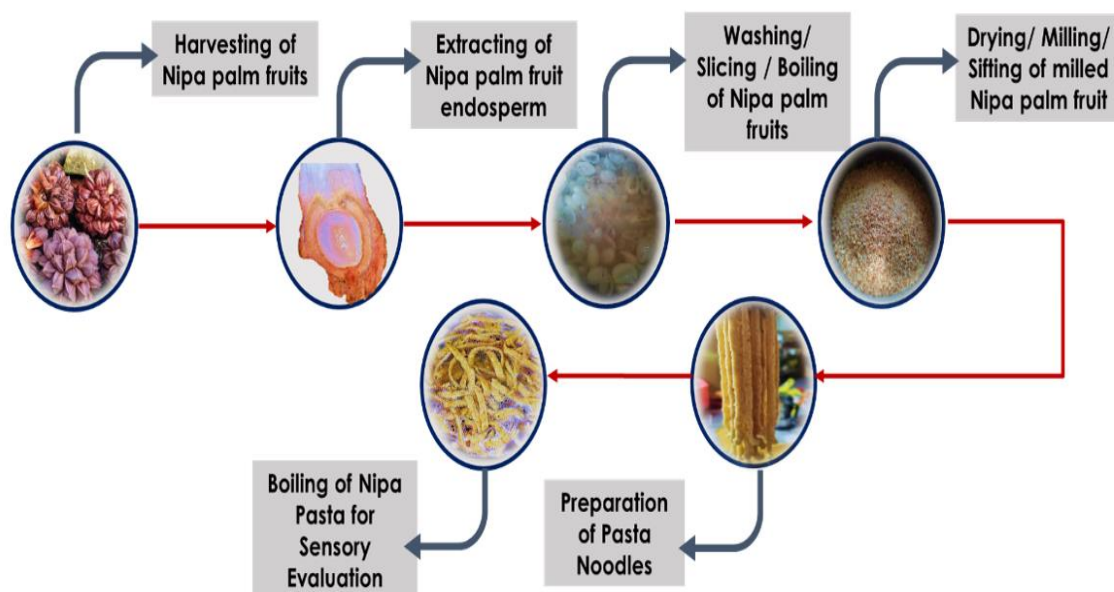 Harvesting of
Nipa palm fruits
Extracting of
Nipa palm fruit
endosperm
Washing/
Slicing / Boiling
of Nipa palm
fruits
Drying/ Milling/
Sifting of milled
Nipa palm fruit
Preparation
of Pasta
Noodles
Boiling of Nipa
Pasta for
Sensory
Evaluation